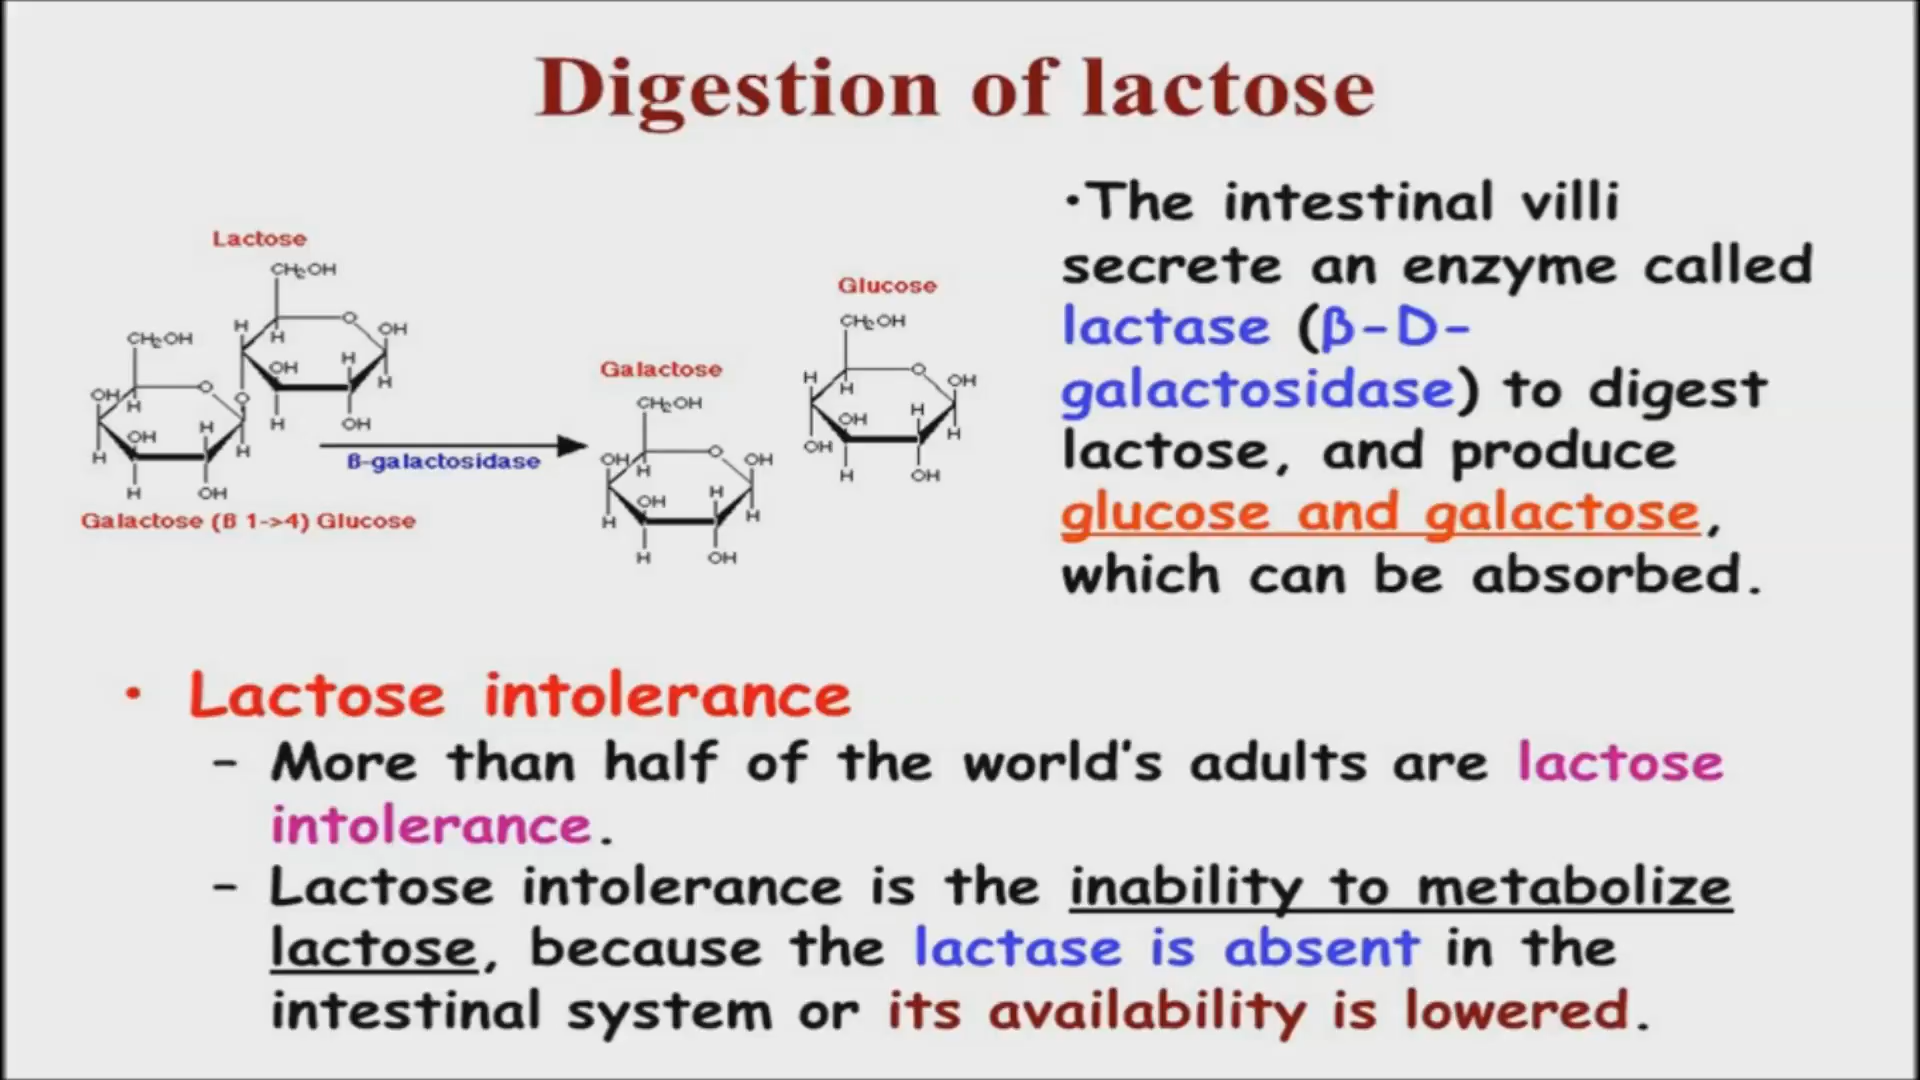 Digestion of lactose
Lactose
CH2OH
H
O
OH
H
OH
H
H
H
OH
CH2OH
OH
H
O
O
OH
H
H
H
H
OH
β-galactosidase
Galactose (β 1->4) Glucose
Galactose
CH2OH
OH
H
O
OH
OH
H
H
H
H
OH
Glucose
CH2OH
H
H
O
OH
OH
H
OH
H
H
OH
•The intestinal villi
secrete an enzyme called
lactase (β-D-
galactosidase) to digest
lactose, and produce
glucose and galactose,
which can be absorbed.
• Lactose intolerance
– More than half of the world's adults are lactose
intolerance.
– Lactose intolerance is the inability to metabolize
lactose, because the lactase is absent in the
intestinal system or its availability is lowered.